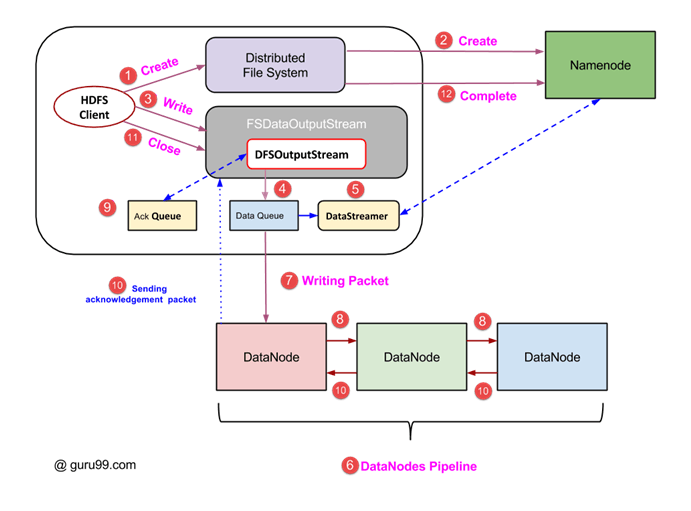 2 Create
Distributed
File System
Namenode
1 Create
HDFS
Client
3 Write
12 Complete
FSDataOutputStream
11 Close
DFSOutputStream
4
5
9
Ack Queue
Data Queue
DataStreamer
10 Sending
acknowledgement packet
7 Writing Packet
8
8
DataNode
DataNode
DataNode
10
10
6 DataNodes Pipeline
@ guru99.com